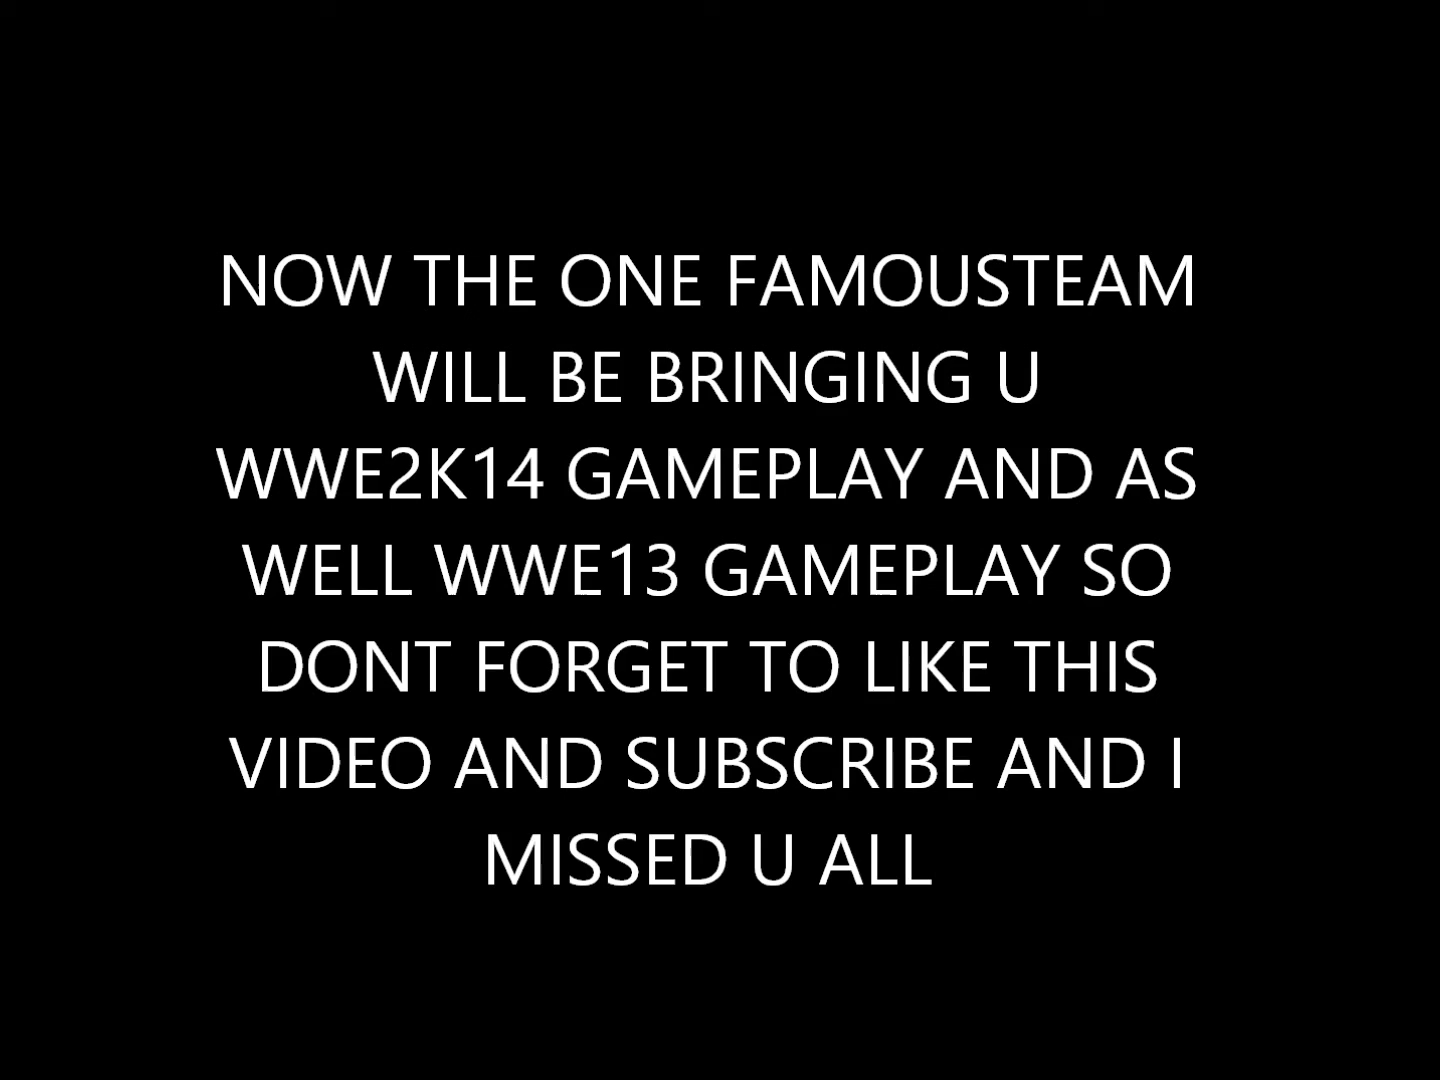 NOW THE ONE FAMOUSTEAM
WILL BE BRINGING U
WWE2K14 GAMEPLAY AND AS
WELL WWE13 GAMEPLAY SO
DONT FORGET TO LIKE THIS
VIDEO AND SUBSCRIBE AND I
MISSED U ALL